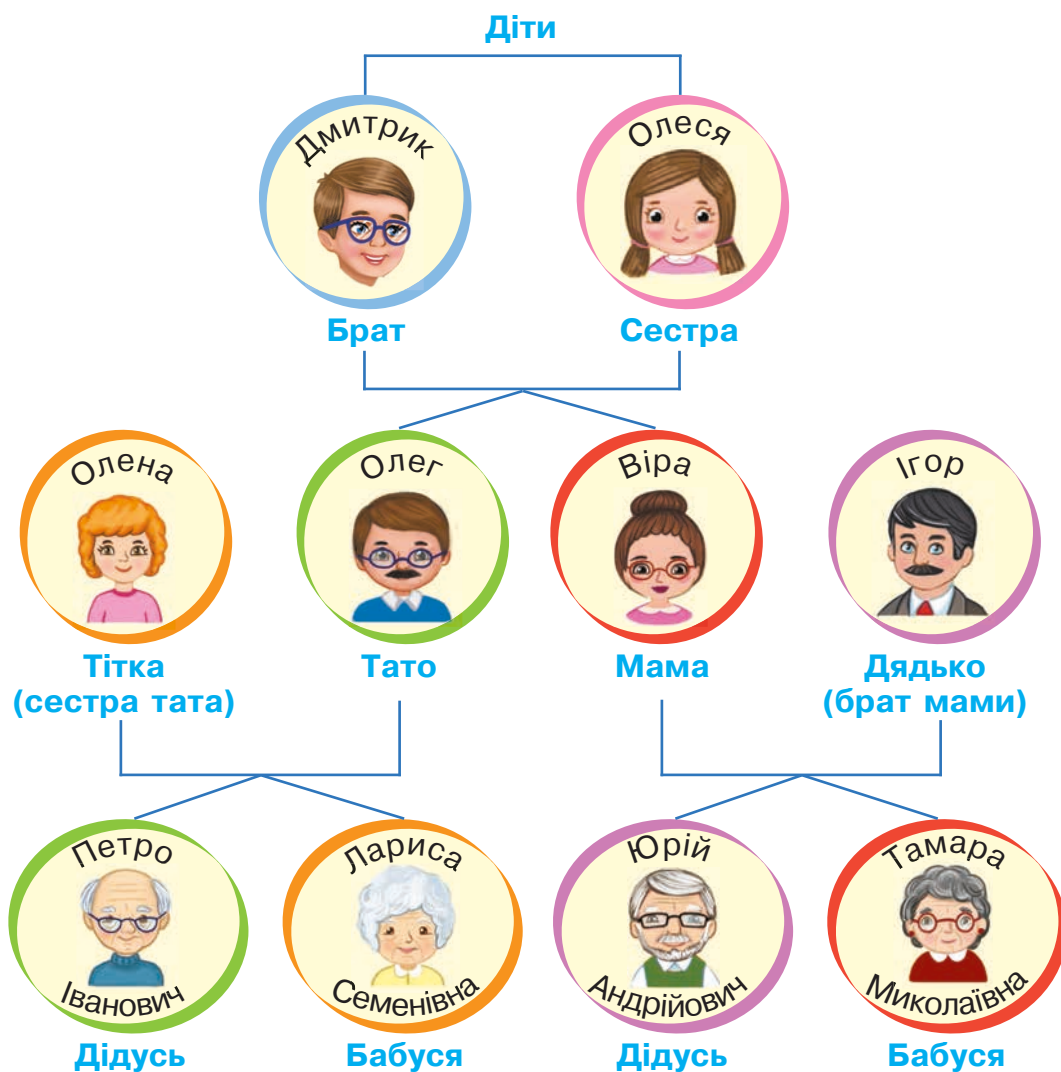 Діти
Дмитрик
Олеся
Брат
Сестра
Олена
Олег
Віра
Ігор
Тітка
(сестра тата)
Тато
Мама
Дядько
(брат мами)
Петро
Іванович
Лариса
Семенівна
Юрій
Андрійович
Тамара
Миколаївна
Дідусь
Бабуся
Дідусь
Бабуся